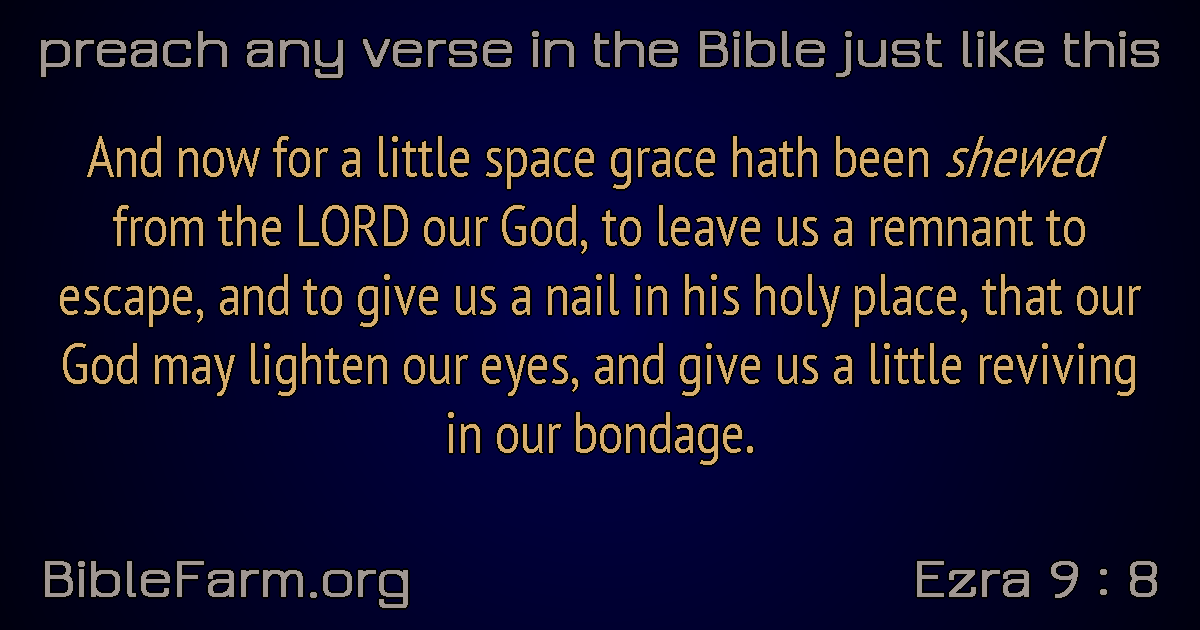 preach any verse in the Bible just like this
And now for a little space grace hath been shewed
from the LORD our God, to leave us a remnant to
escape, and to give us a nail in his holy place, that our
God may lighten our eyes, and give us a little reviving
in our bondage.
BibleFarm.org
Ezra 9 : 8